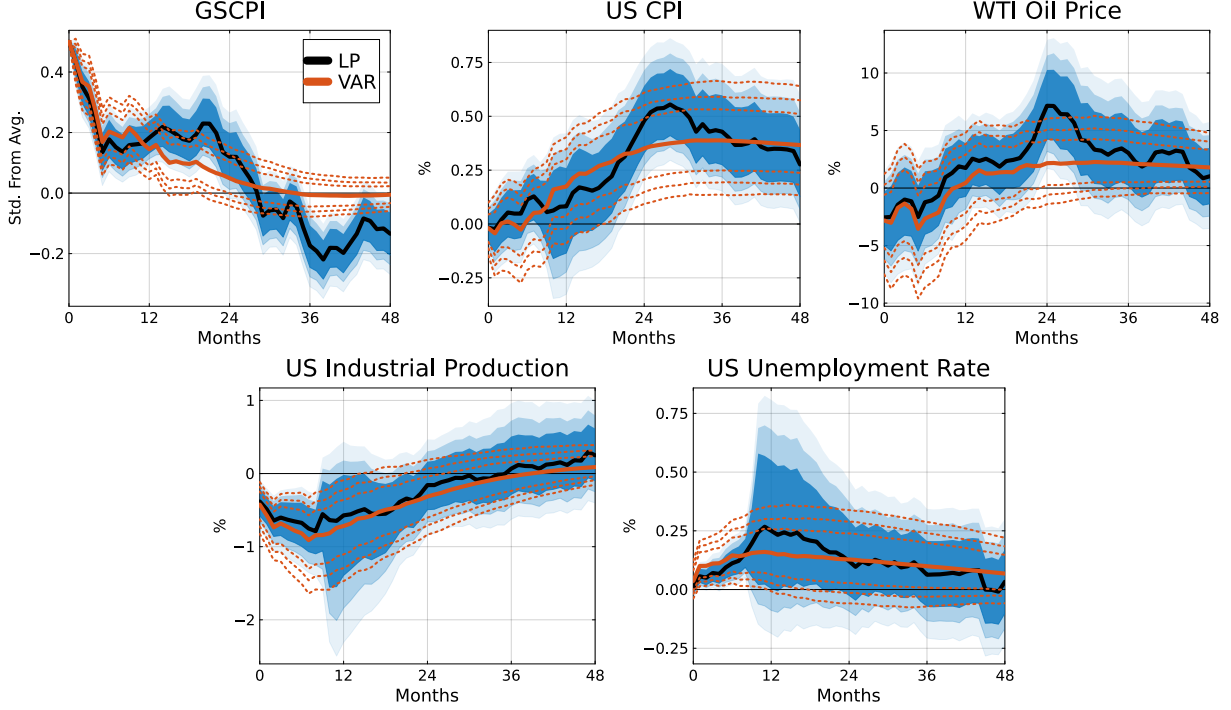 GSCPI
US CPI
WTI Oil Price
Std. From Avg.
0.4
0.2
0.0
−0.2
LP
VAR
0 12 24 36 48
Months
%
0.75
0.50
0.25
0.00
−0.25
0 12 24 36 48
Months
%
10
5
0
−5
−10
0 12 24 36 48
Months
US Industrial Production
US Unemployment Rate
%
1
0
−1
−2
0 12 24 36 48
Months
%
0.75
0.50
0.25
0.00
−0.25
0 12 24 36 48
Months